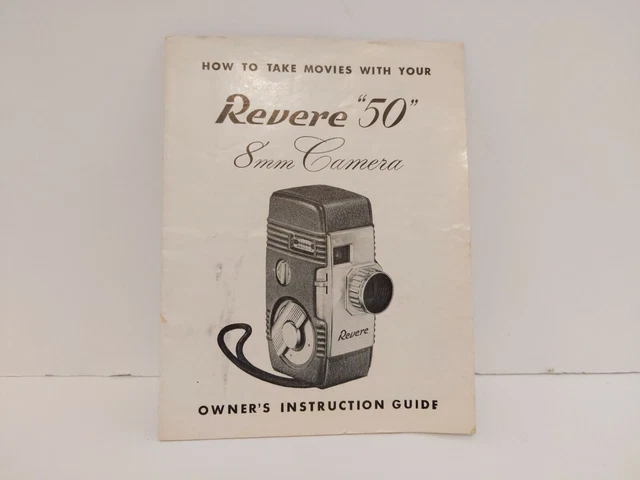 HOW TO TAKE MOVIES WITH YOUR
Revere "50"
8mm Camera
Revere
OWNER'S INSTRUCTION GUIDE